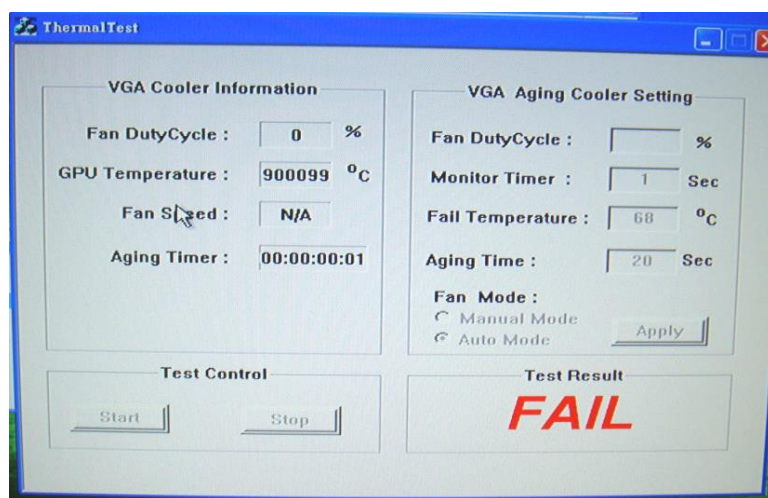 ThermalTest
VGA Cooler Information
Fan DutyCycle : 0 %
GPU Temperature : 900099 °C
Fan Speed : N/A
Aging Timer : 00:00:00:01
VGA Aging Cooler Setting
Fan DutyCycle : %
Monitor Timer : 1 Sec
Fail Temperature : 68 °C
Aging Time : 20 Sec
Fan Mode :
Manual Mode
Auto Mode
Apply
Test Control
Start Stop
Test Result
FAIL